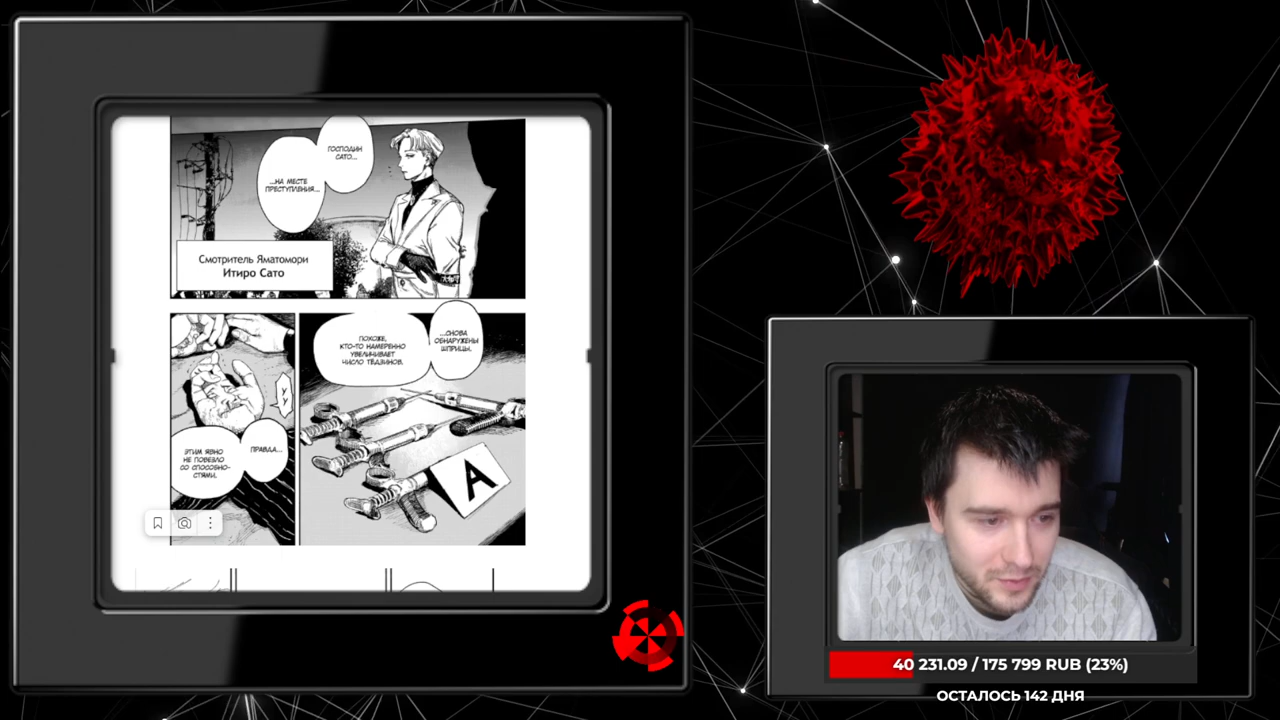 ГОСПОДИН
САТО...
...НА МЕСТЕ
ПРЕСТУПЛЕНИЯ...
Смотритель Яматомори
Итиро Сато
...СНОВА
ОБНАРУЖЕНЫ
ШПРИЦЫ.
ПОХОЖЕ,
КТО-ТО НАМЕРЕННО
УВЕЛИЧИВАЕТ
ЧИСЛО ТЁДЗИНОВ.
У
У
ПРАВДА...
ЭТИМ ЯВНО
НЕ ПОВЕЗЛО
СО СПОСОБНО-
СТЯМИ.
A
40 231.09 / 175 799 RUB (23%)
ОСТАЛОСЬ 142 ДНЯ